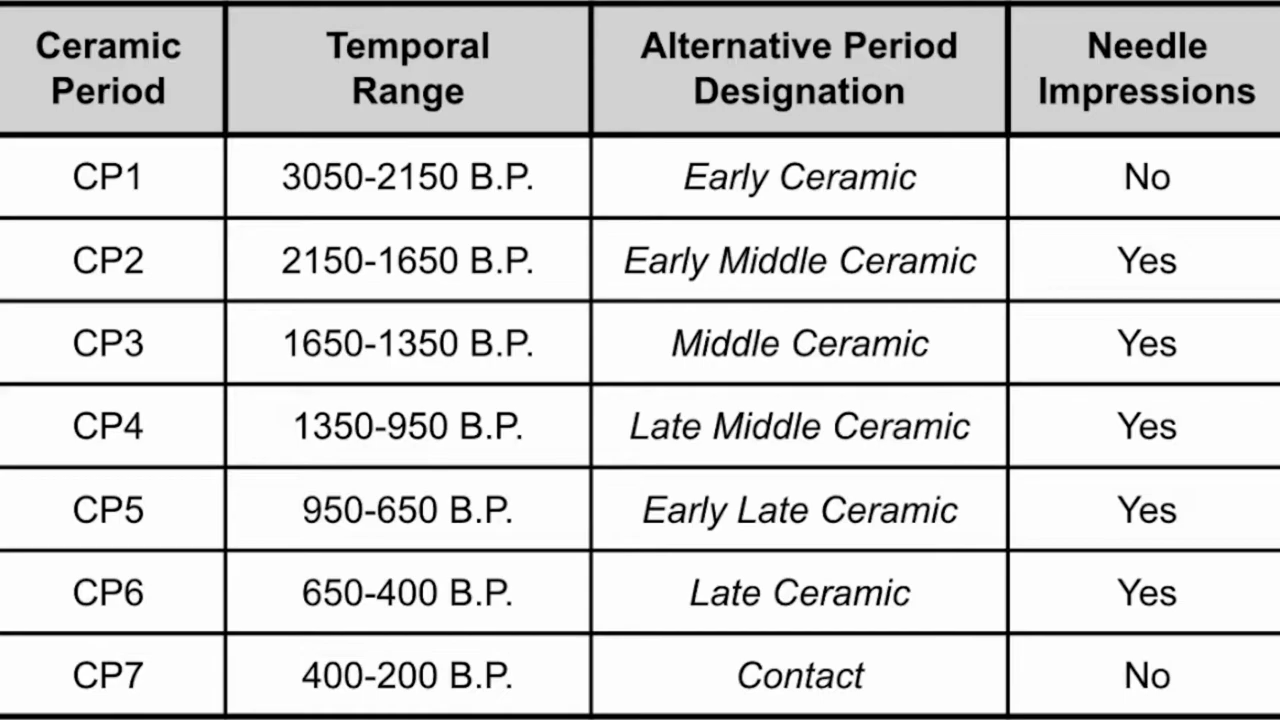 Ceramic Period | Temporal Range | Alternative Period Designation | Needle Impressions
CP1 | 3050-2150 B.P. | Early Ceramic | No
CP2 | 2150-1650 B.P. | Early Middle Ceramic | Yes
CP3 | 1650-1350 B.P. | Middle Ceramic | Yes
CP4 | 1350-950 B.P. | Late Middle Ceramic | Yes
CP5 | 950-650 B.P. | Early Late Ceramic | Yes
CP6 | 650-400 B.P. | Late Ceramic | Yes
CP7 | 400-200 B.P. | Contact | No